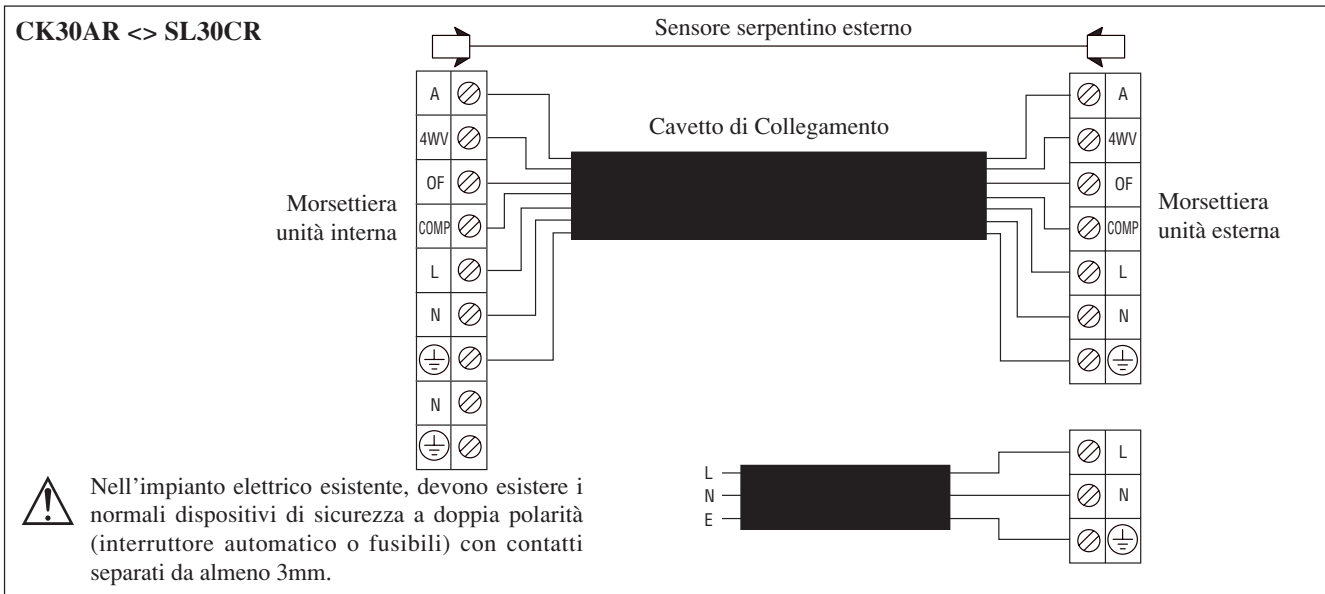 CK30AR <> SL30CR
Sensore serpentino esterno
A
4WV
OF
COMP
L
N
N
Morsettiera
unità interna
Cavetto di Collegamento
A
4WV
OF
COMP
L
N
Morsettiera
unità esterna
L
N
E
L
N
Nell'impianto elettrico esistente, devono esistere i
normali dispositivi di sicurezza a doppia polarità
(interruttore automatico o fusibili) con contatti
separati da almeno 3mm.